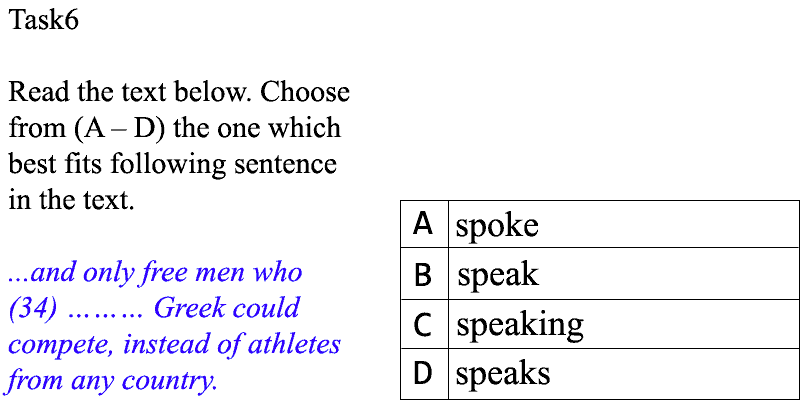 Task6
Read the text below. Choose
from (A – D) the one which
best fits following sentence
in the text.
...and only free men who
(34) ……… Greek could
compete, instead of athletes
from any country.
A spoke
B speak
C speaking
D speaks